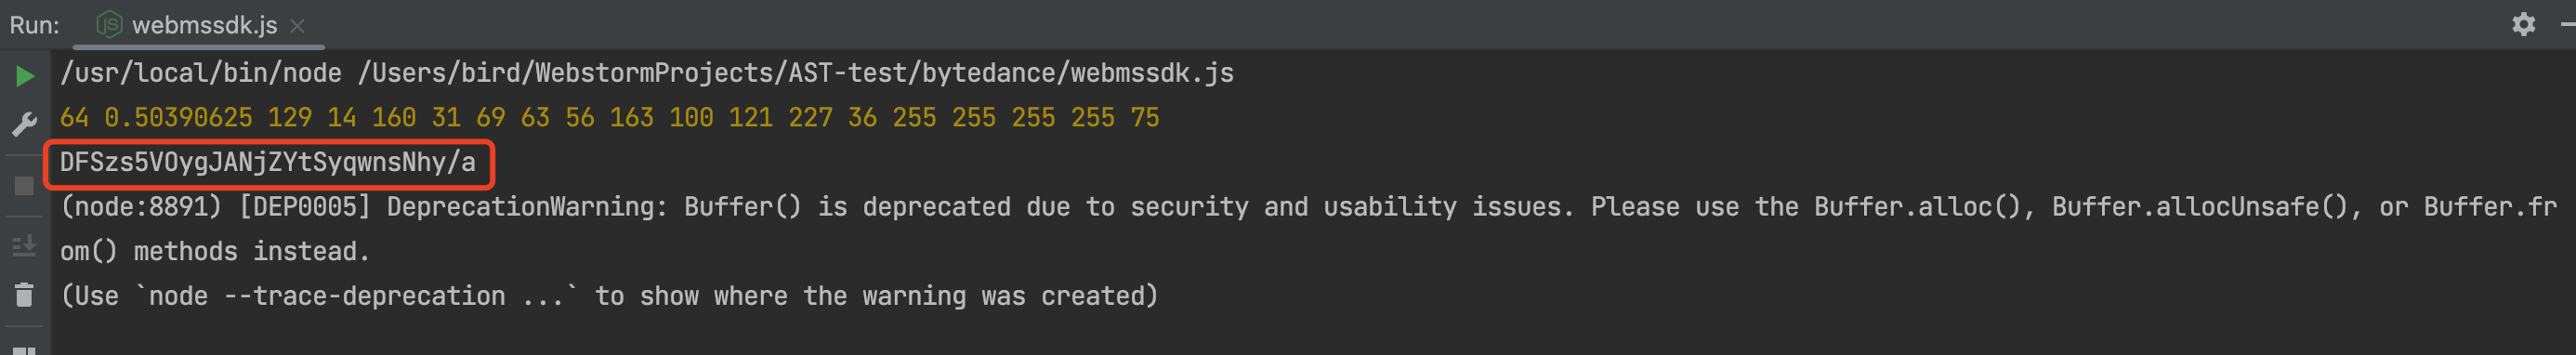 Run: webmssdk.js
/usr/local/bin/node /Users/bird/WebstormProjects/AST-test/bytedance/webmssdk.js
64 0.50390625 129 14 160 31 69 63 56 163 100 121 227 36 255 255 255 255 75
DFSzs5VOygJANjZYtSyqwnsNhy/a
(node:8891) [DEP0005] DeprecationWarning: Buffer() is deprecated due to security and usability issues. Please use the Buffer.alloc(), Buffer.allocUnsafe(), or Buffer.fr
om() methods instead.
(Use `node --trace-deprecation ...` to show where the warning was created)